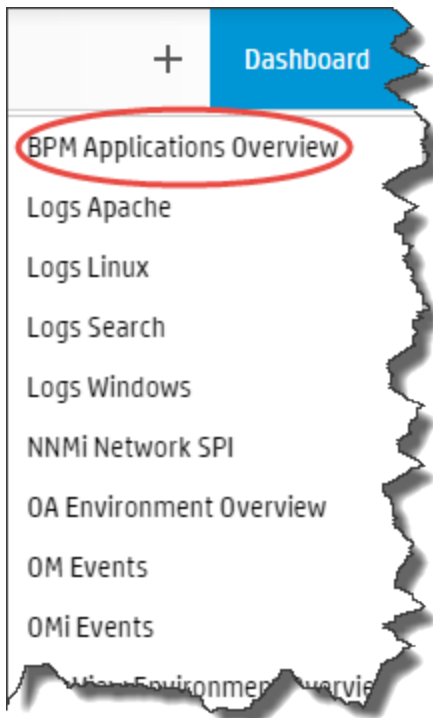 + Dashboard
BPM Applications Overview
Logs Apache
Logs Linux
Logs Search
Logs Windows
NNMi Network SPI
OA Environment Overview
OM Events
OMi Events